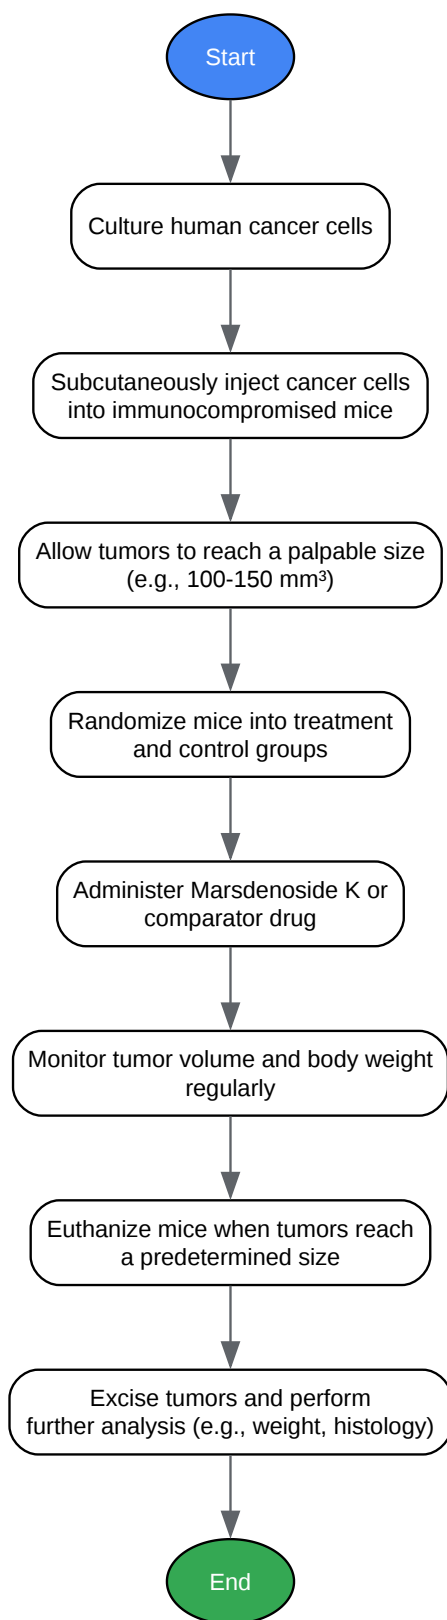 Start
Culture human cancer cells
Subcutaneously inject cancer cells
into immunocompromised mice
Allow tumors to reach a palpable size
(e.g., 100-150 mm³)
Randomize mice into treatment
and control groups
Administer Marsdenoside K or
comparator drug
Monitor tumor volume and body weight
regularly
Euthanize mice when tumors reach
a predetermined size
Excise tumors and perform
further analysis (e.g., weight, histology)
End